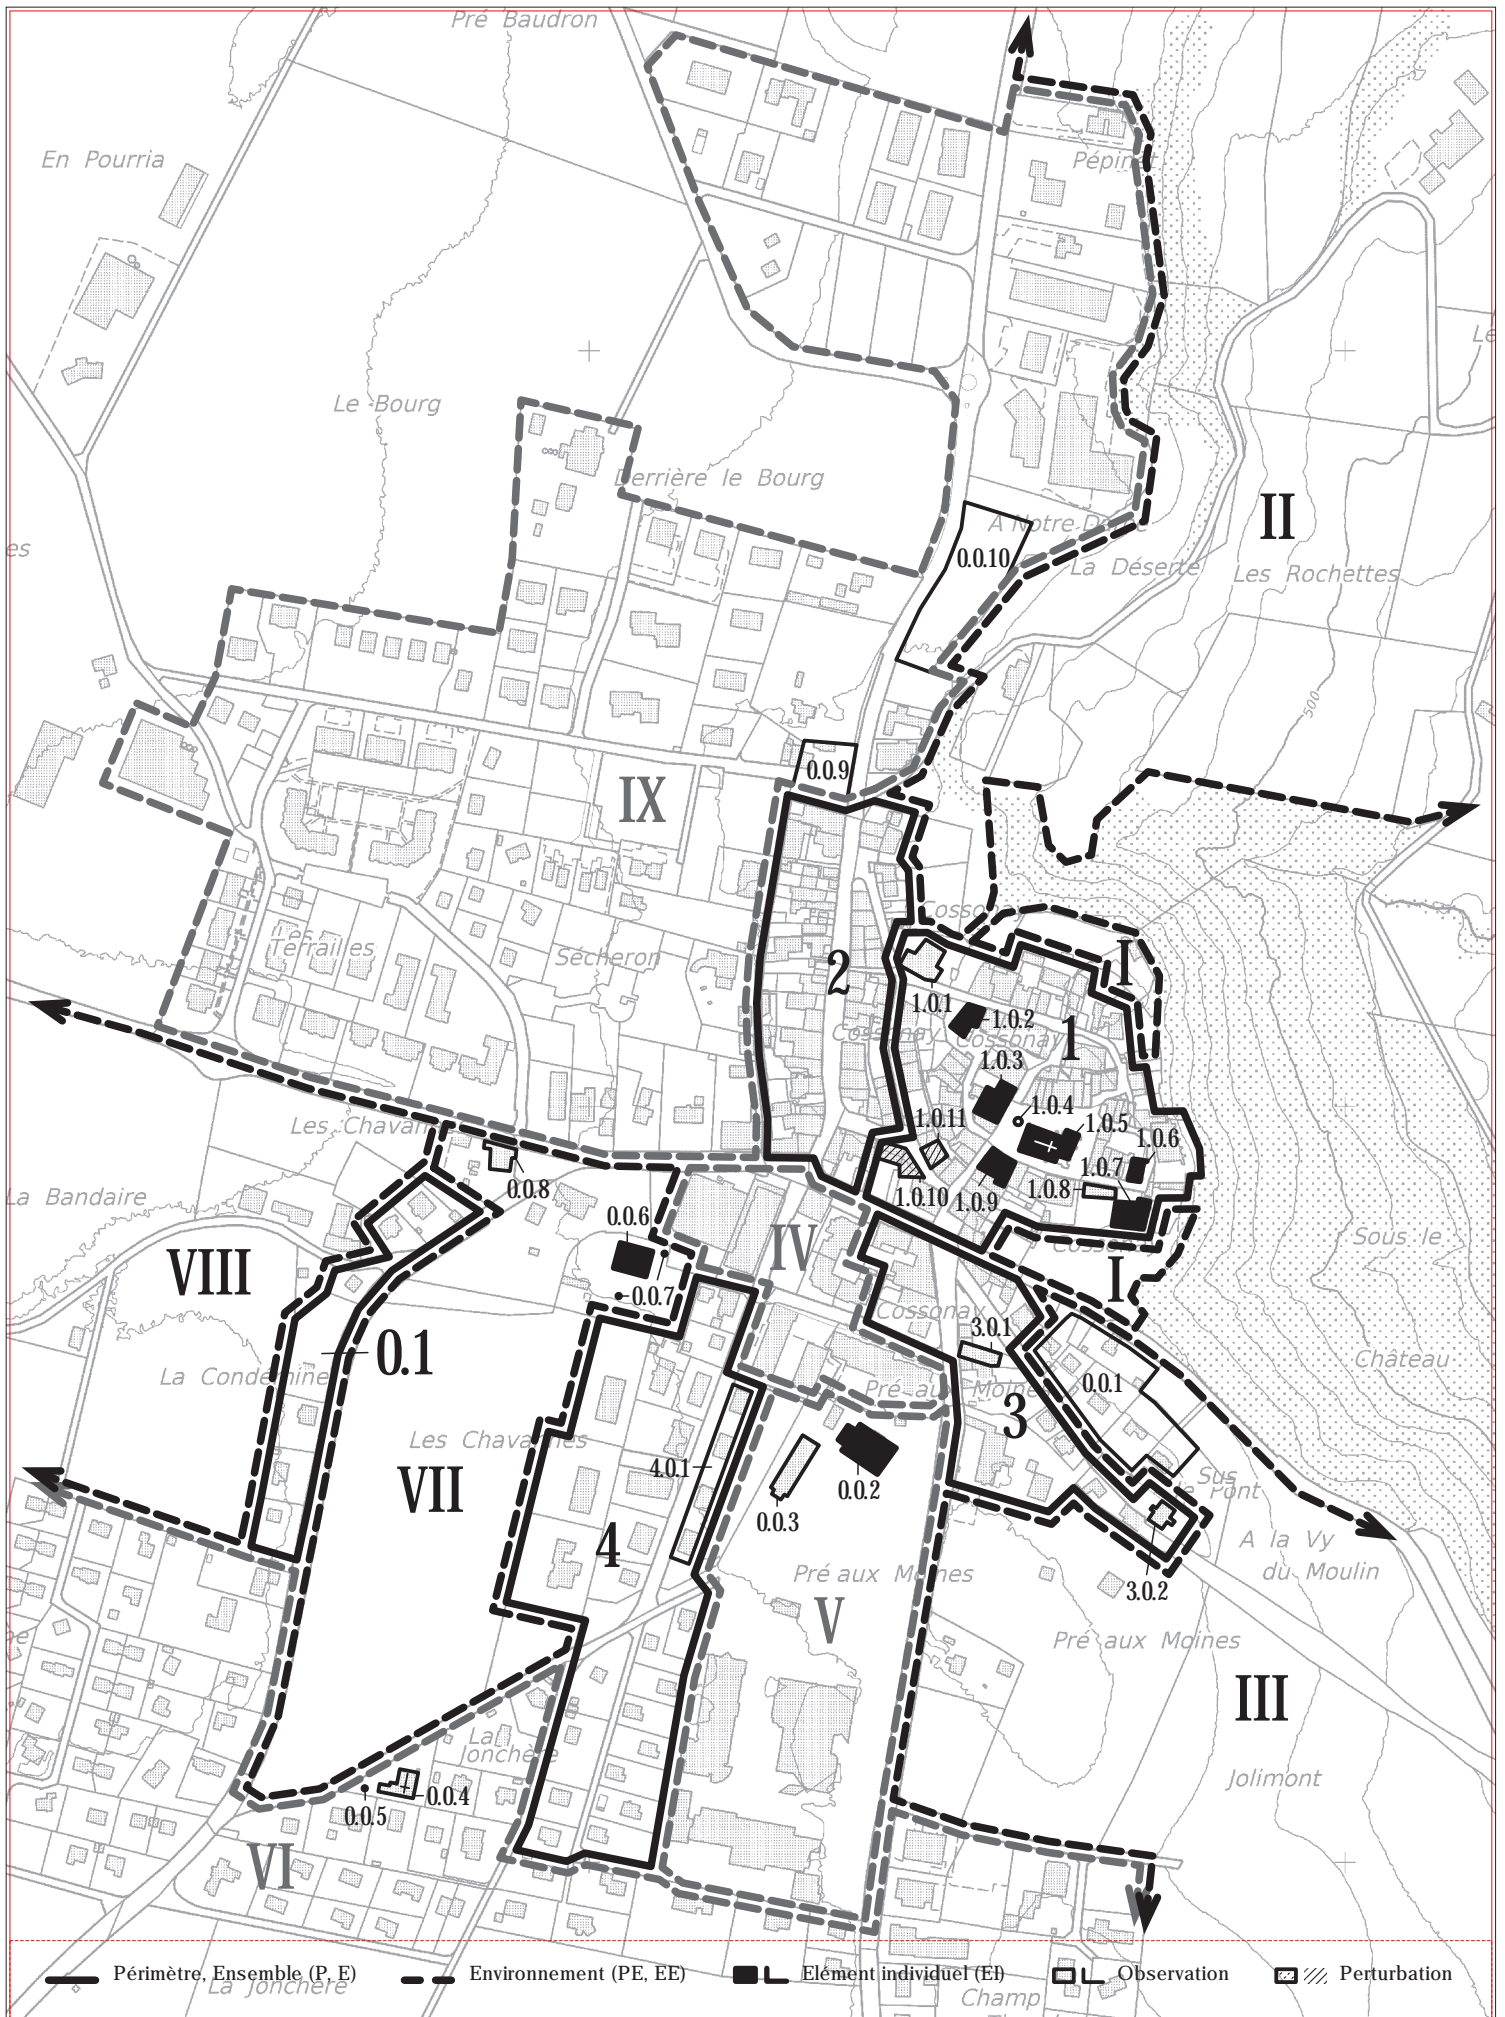 Pré Baudron
En Pourria
Pépinet
Le Bourg
Derrière le Bourg
II
A Notre Dame
0.0.10
La Déserte
Les Rochettes
es
Le
500
0.0.9
IX
Cossonay
Les
Terrailles
Sécheron
2
I
1.0.1
1.0.2
1
Cossonay
Cossonay
1.0.3
1.0.4
1.0.11
1.0.5
1.0.6
1.0.7
1.0.8
1.0.9
1.0.10
Les Chavannes
0.0.8
La Bandaire
0.0.6
VIII
IV
Cossonay
I
Sous le
0.0.7
Cossonay
3.0.1
0.1
Château
La Condémine
Pré aux Moines
0.0.1
3
Les Chavannes
VII
4.0.1
0.0.2
0.0.3
Sus
le Pont
4
A la Vy
du Moulin
Pré aux Moines
3.0.2
V
Pré aux Moines
III
La
Jonchère
Jolimont
0.0.4
0.0.5
VI
Périmètre, Ensemble (P, E)
Environnement (PE, EE)
Elément individuel (EI)
Observation
Perturbation
La Jonchère
Champ